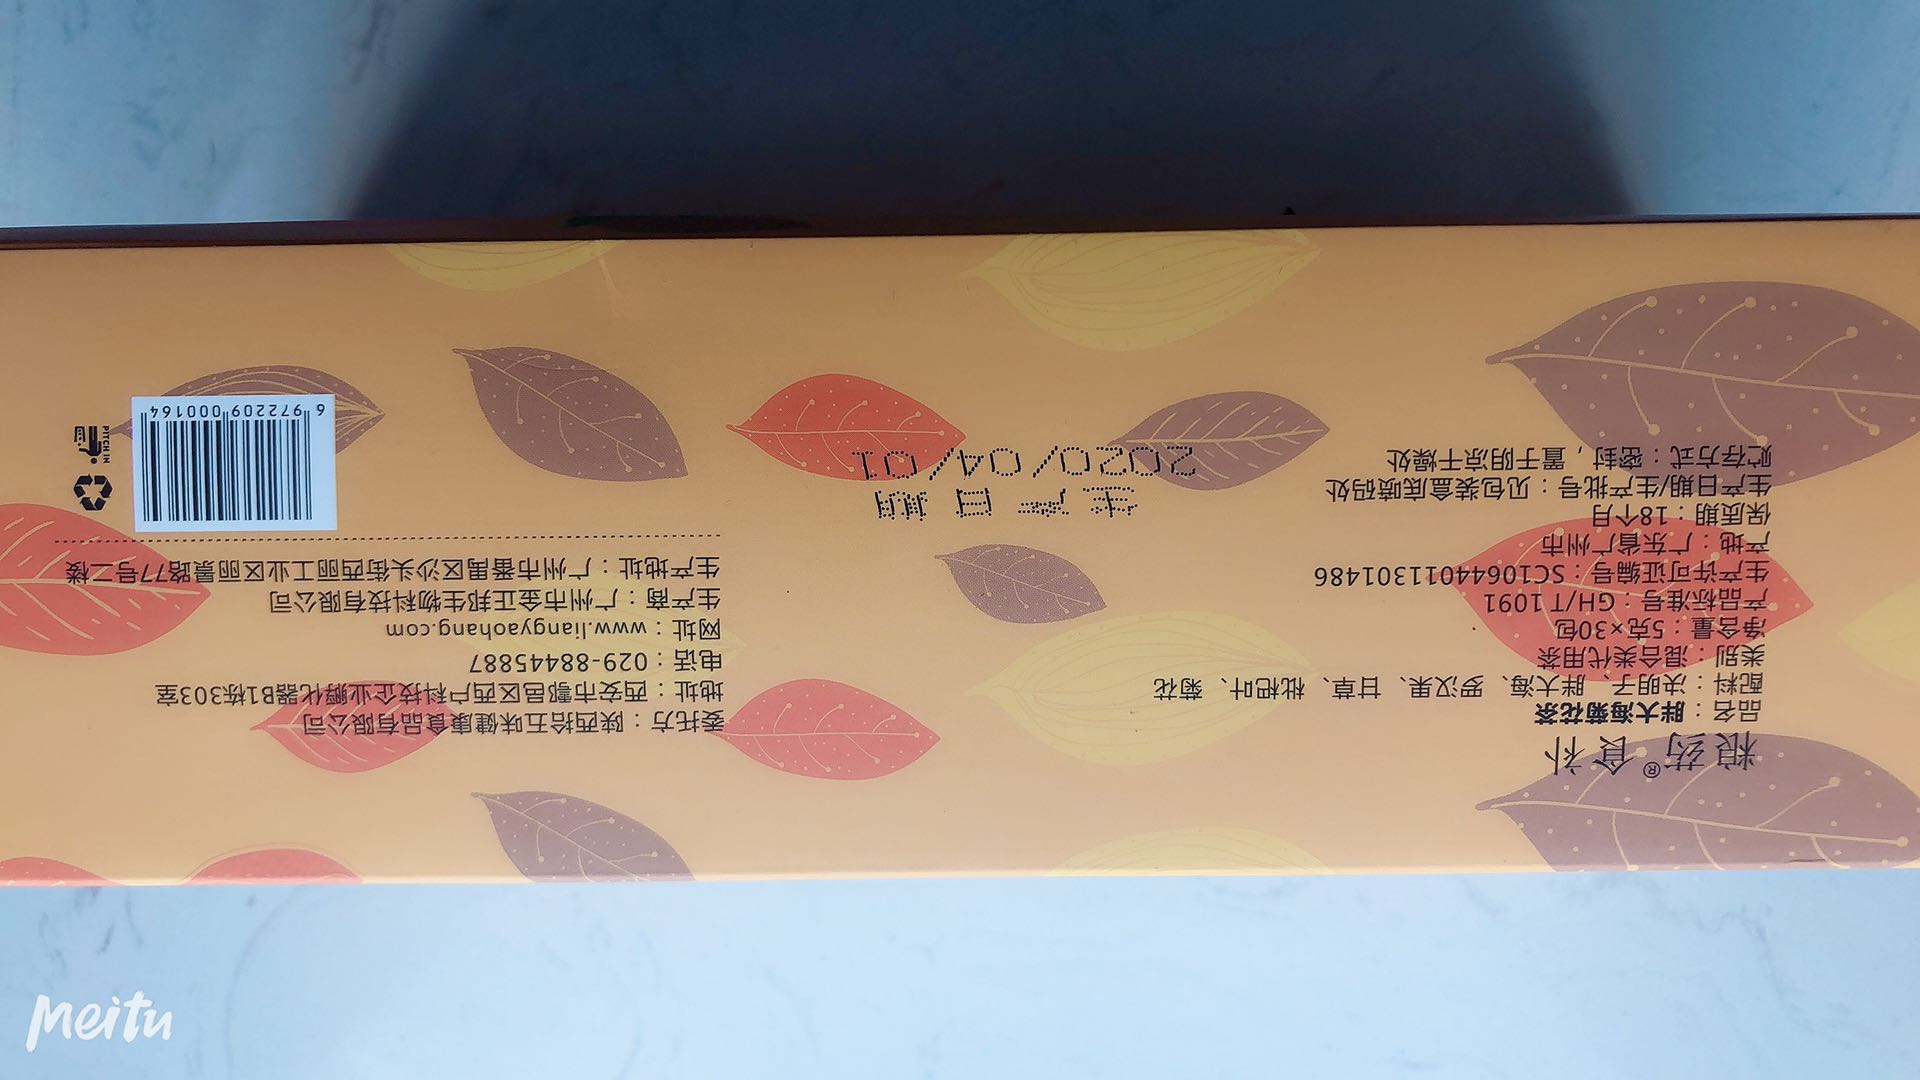 粮药®食补
品名：胖大海菊花茶
配料：决明子、胖大海、罗汉果、甘草、枇杷叶、菊花
类别：混合类代用茶
净含量：5克×30包
产品标准号：GH/T 1091
生产许可证编号：SC10644011301486
产地：广东省广州市
保质期：18个月
生产日期/生产批号：见包装盒底喷码处
贮存方式：密封，置于阴凉干燥处
生产日期
2020/04/01
委托方：陕西拾五味健康食品有限公司
地址：西安市鄠邑区西户科技企业孵化器B1栋303室
电话：029-88445887
网址：www.liangyaohang.com
生产商：广州市金正邦生物科技有限公司
生产地址：广州市番禺区沙头街西丽工业区丽景路77号二楼
6 972209 000164
PITCH IN
Meitu